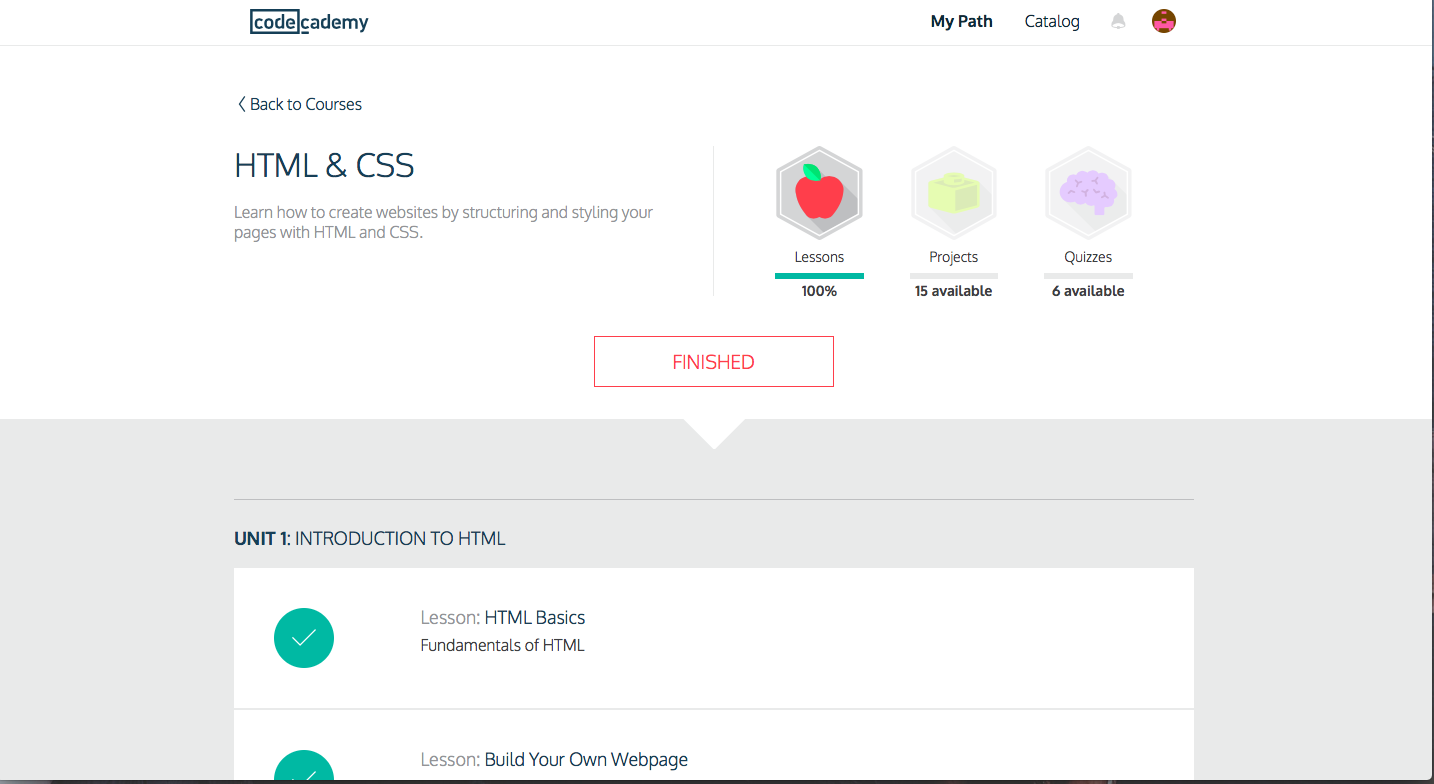 codecademy
My Path
Catalog
Back to Courses
HTML & CSS
Learn how to create websites by structuring and styling your
pages with HTML and CSS.
Lessons
100%
Projects
15 available
Quizzes
6 available
FINISHED
UNIT 1: INTRODUCTION TO HTML
Lesson: HTML Basics
Fundamentals of HTML
Lesson: Build Your Own Webpage